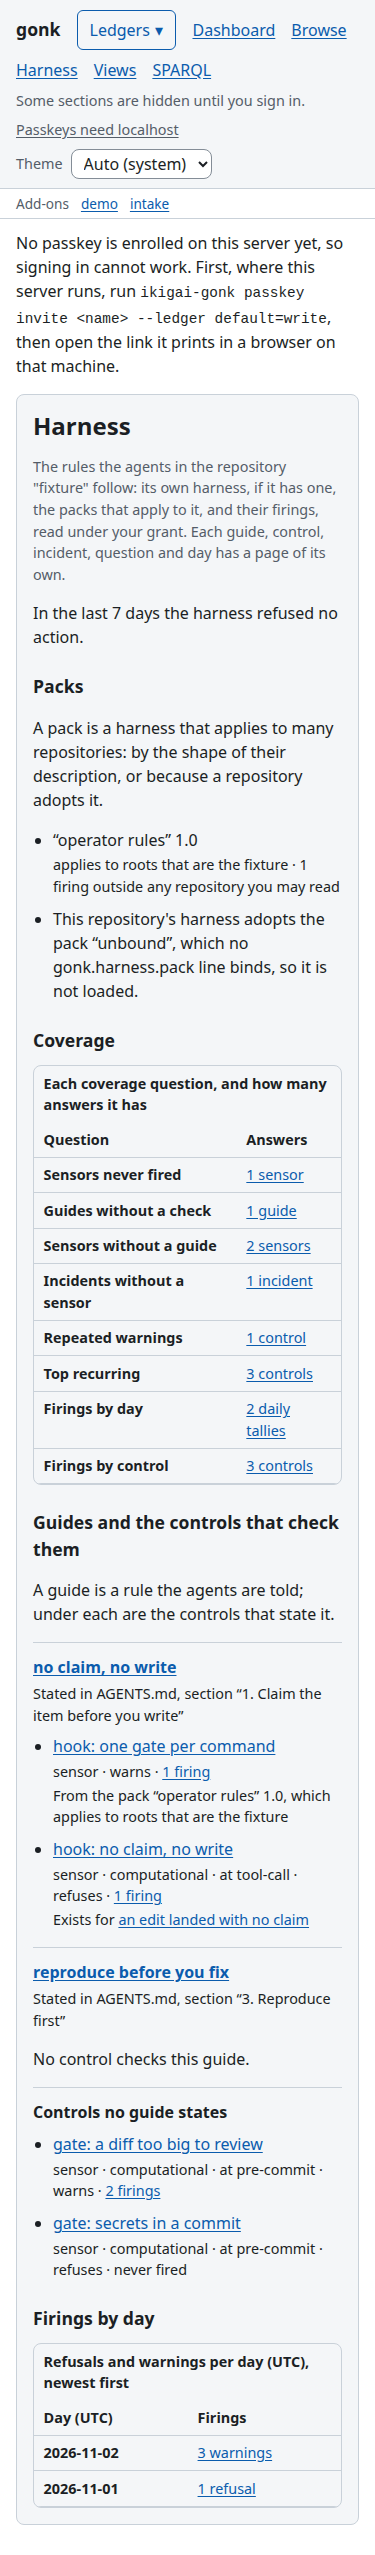 gonk Ledgers ▾ Dashboard Browse
Harness Views SPARQL
Some sections are hidden until you sign in.
Passkeys need localhost
Theme Auto (system)
Add-ons demo intake
No passkey is enrolled on this server yet, so
signing in cannot work. First, where this
server runs, run ikigai-gonk passkey
invite <name> --ledger default=write,
then open the link it prints in a browser on
that machine.
Harness
The rules the agents in the repository
"fixture" follow: its own harness, if it has one,
the packs that apply to it, and their firings,
read under your grant. Each guide, control,
incident, question and day has a page of its
own.
In the last 7 days the harness refused no
action.
Packs
A pack is a harness that applies to many
repositories: by the shape of their
description, or because a repository
adopts it.
• “operator rules” 1.0
applies to roots that are the fixture · 1
firing outside any repository you may read
• This repository's harness adopts the
pack “unbound”, which no
gonk.harness.pack line binds, so it is
not loaded.
Coverage
Each coverage question, and how many
answers it has
Question Answers
Sensors never fired 1 sensor
Guides without a check 1 guide
Sensors without a guide 2 sensors
Incidents without a 1 incident
sensor
Repeated warnings 1 control
Top recurring 3 controls
Firings by day 2 daily
tallies
Firings by control 3 controls
Guides and the controls that check
them
A guide is a rule the agents are told;
under each are the controls that state it.
no claim, no write
Stated in AGENTS.md, section “1. Claim the
item before you write”
• hook: one gate per command
sensor · warns · 1 firing
From the pack “operator rules” 1.0, which
applies to roots that are the fixture
• hook: no claim, no write
sensor · computational · at tool-call ·
refuses · 1 firing
Exists for an edit landed with no claim
reproduce before you fix
Stated in AGENTS.md, section “3. Reproduce
first”
No control checks this guide.
Controls no guide states
• gate: a diff too big to review
sensor · computational · at pre-commit ·
warns · 2 firings
• gate: secrets in a commit
sensor · computational · at pre-commit ·
refuses · never fired
Firings by day
Refusals and warnings per day (UTC),
newest first
Day (UTC) Firings
2026-11-02 3 warnings
2026-11-01 1 refusal